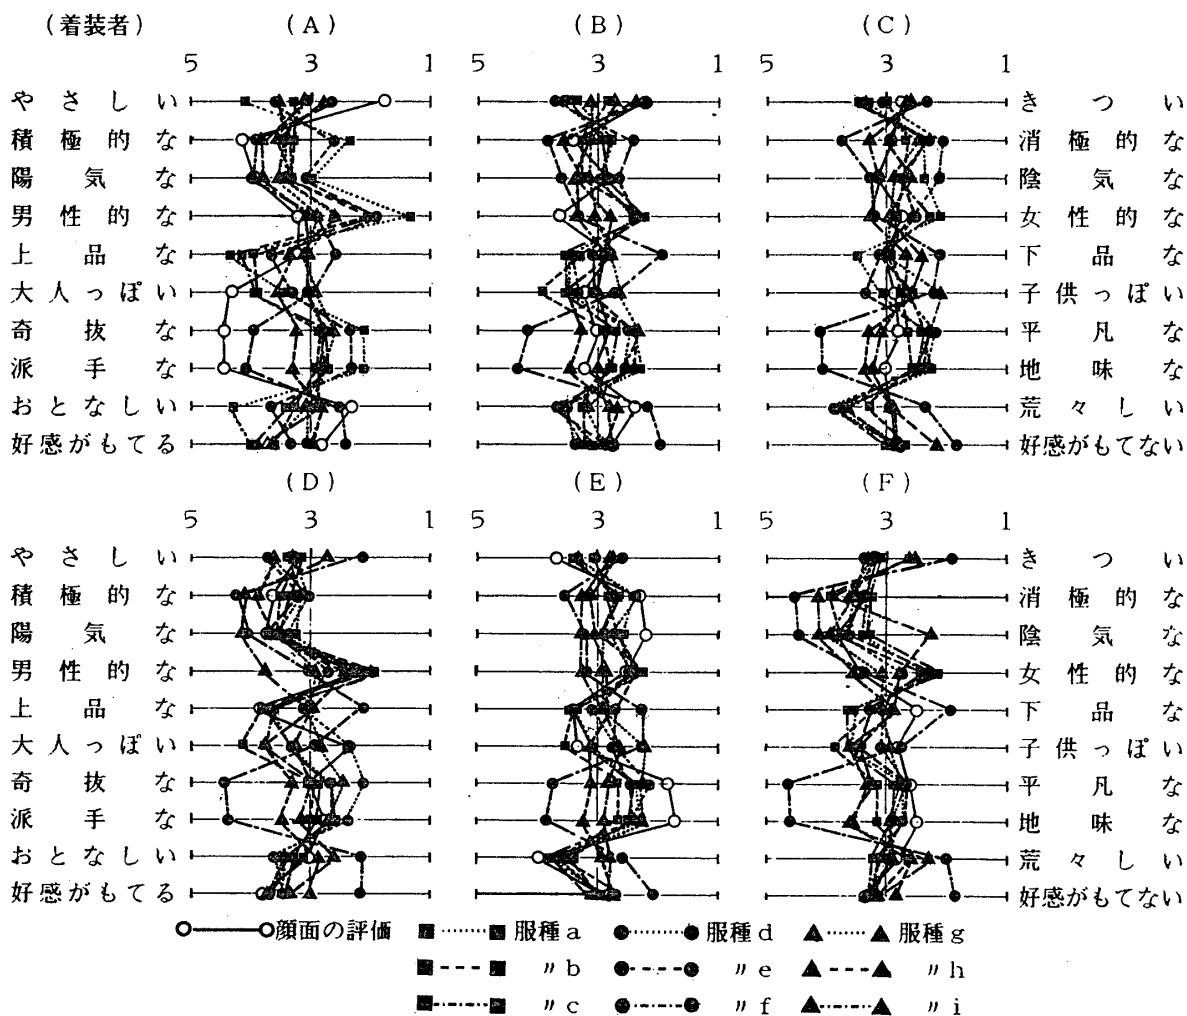 （着装者） （A） （B） （C）
5 3 1 5 3 1 5 3 1
やさしい きつい
積極的な 消極的な
陽気な 陰気な
男性的な 女性的な
上品な 下品な
大人っぽい 子供っぽい
奇抜な 平凡な
派手な 地味な
おとなしい 荒々しい
好感がもてる 好感がもてない
（D） （E） （F）
5 3 1 5 3 1 5 3 1
やさしい きつい
積極的な 消極的な
陽気な 陰気な
男性的な 女性的な
上品な 下品な
大人っぽい 子供っぽい
奇抜な 平凡な
派手な 地味な
おとなしい 荒々しい
好感がもてる 好感がもてない
顔面の評価 服種a 服種d 服種g
〃b 〃e 〃h
〃c 〃f 〃i